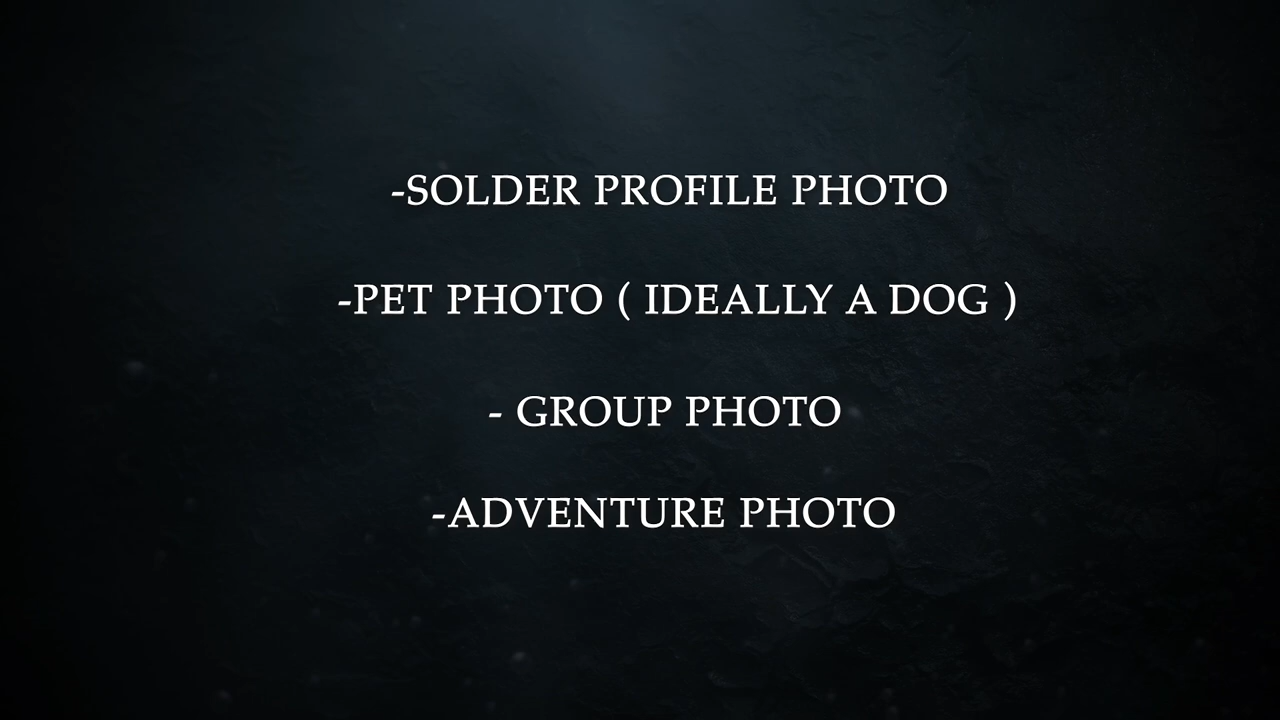 -SOLDER PROFILE PHOTO
-PET PHOTO ( IDEALLY A DOG )
- GROUP PHOTO
-ADVENTURE PHOTO